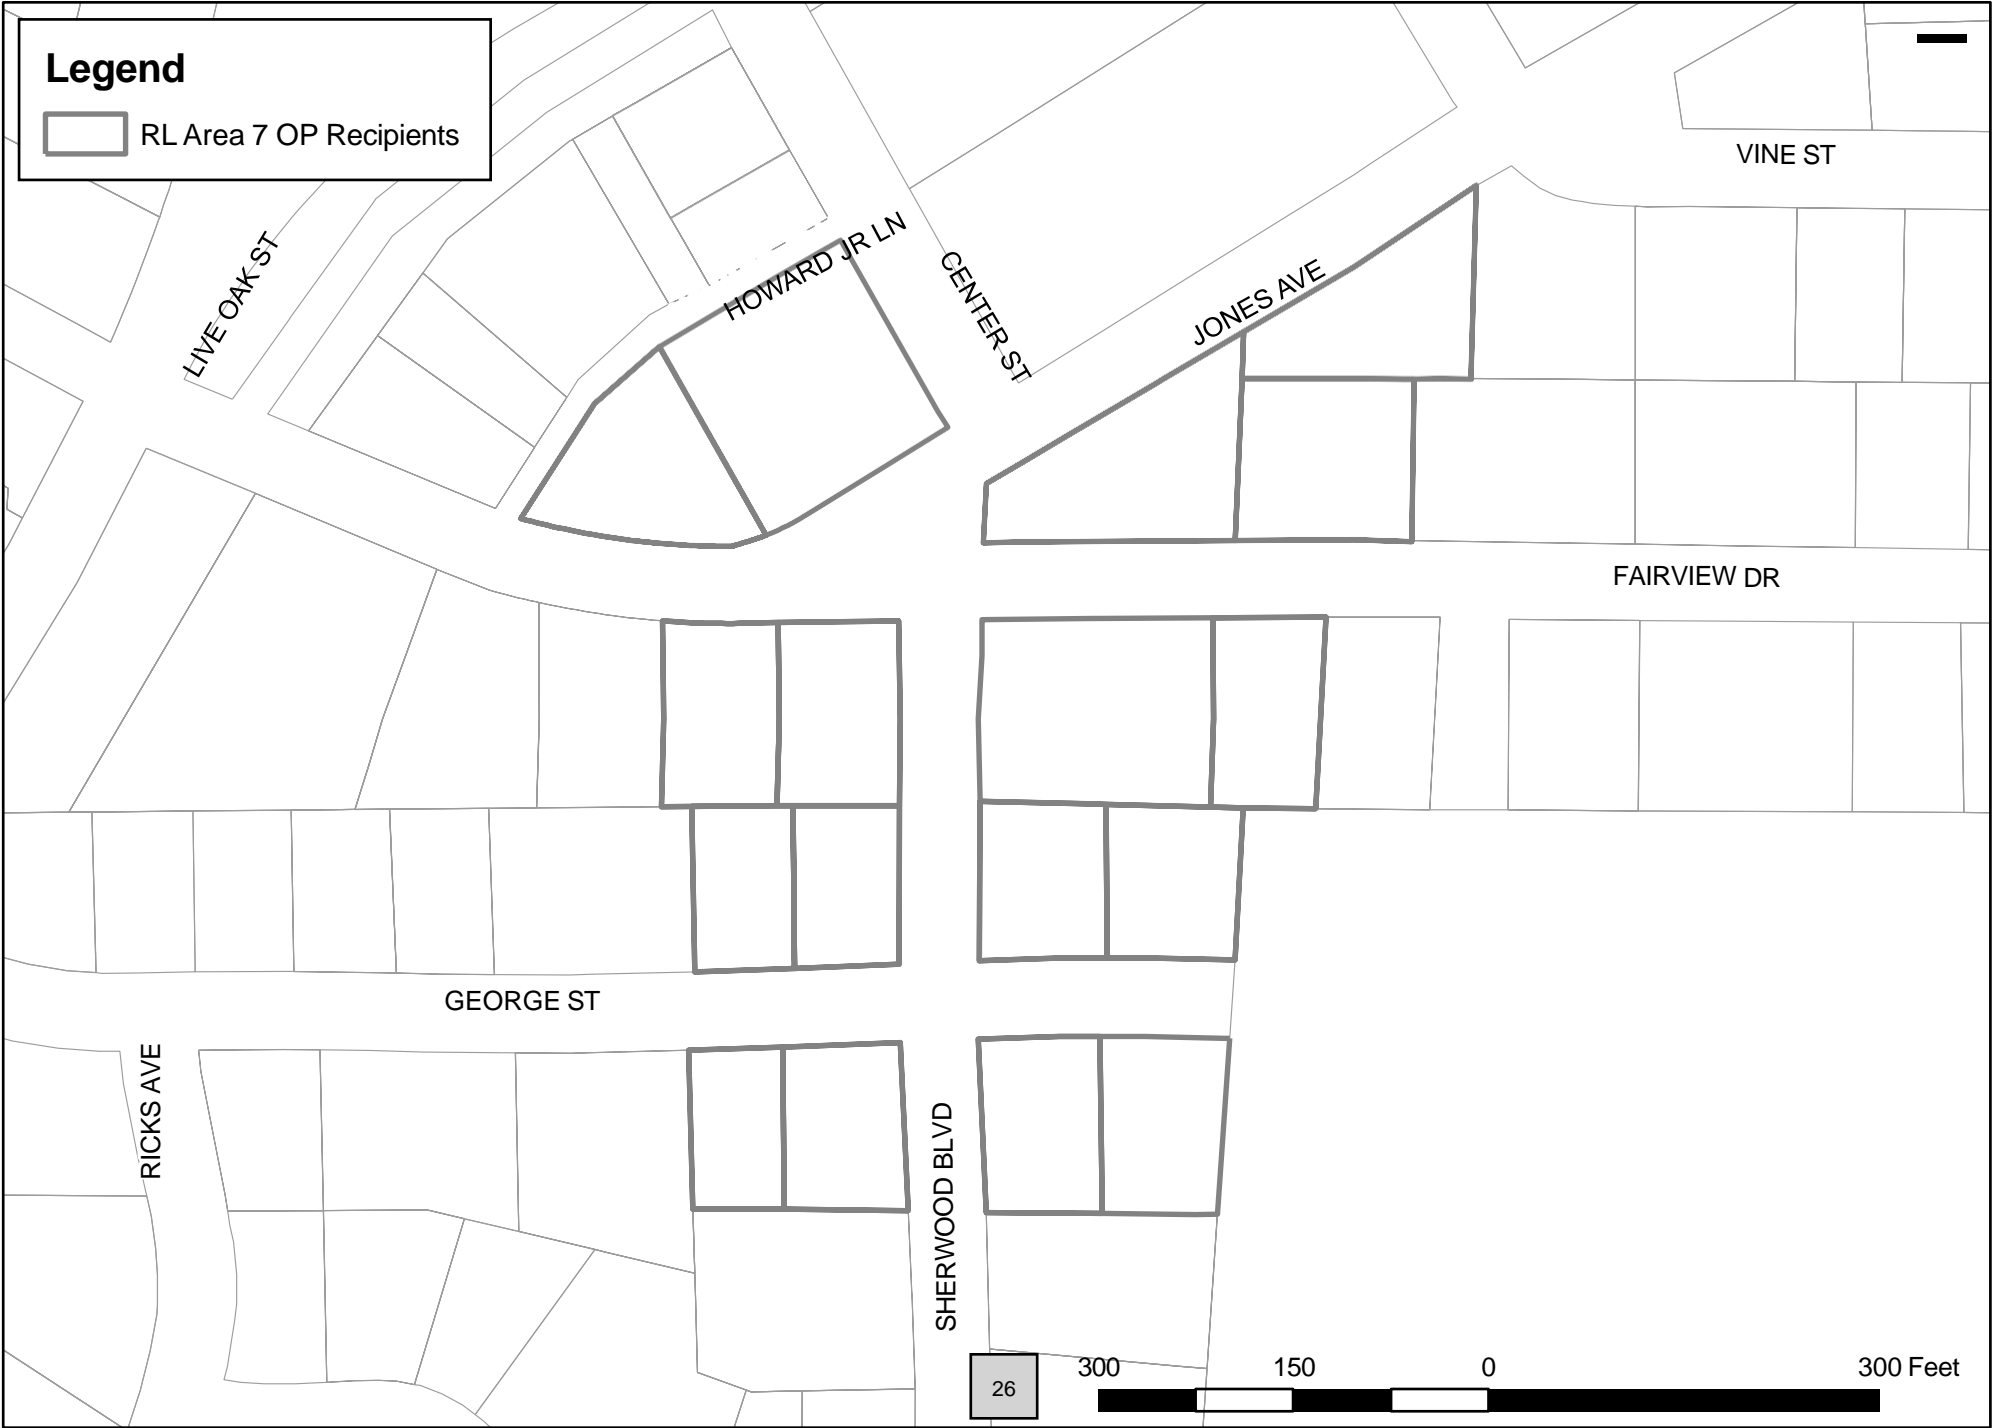 Legend
RL Area 7 OP Recipients
VINE ST
HOWARD JR LN
LIVE OAK ST
CENTER ST
JONES AVE
FAIRVIEW DR
GEORGE ST
RICKS AVE
SHERWOOD BLVD
300 150 0 300 Feet
26